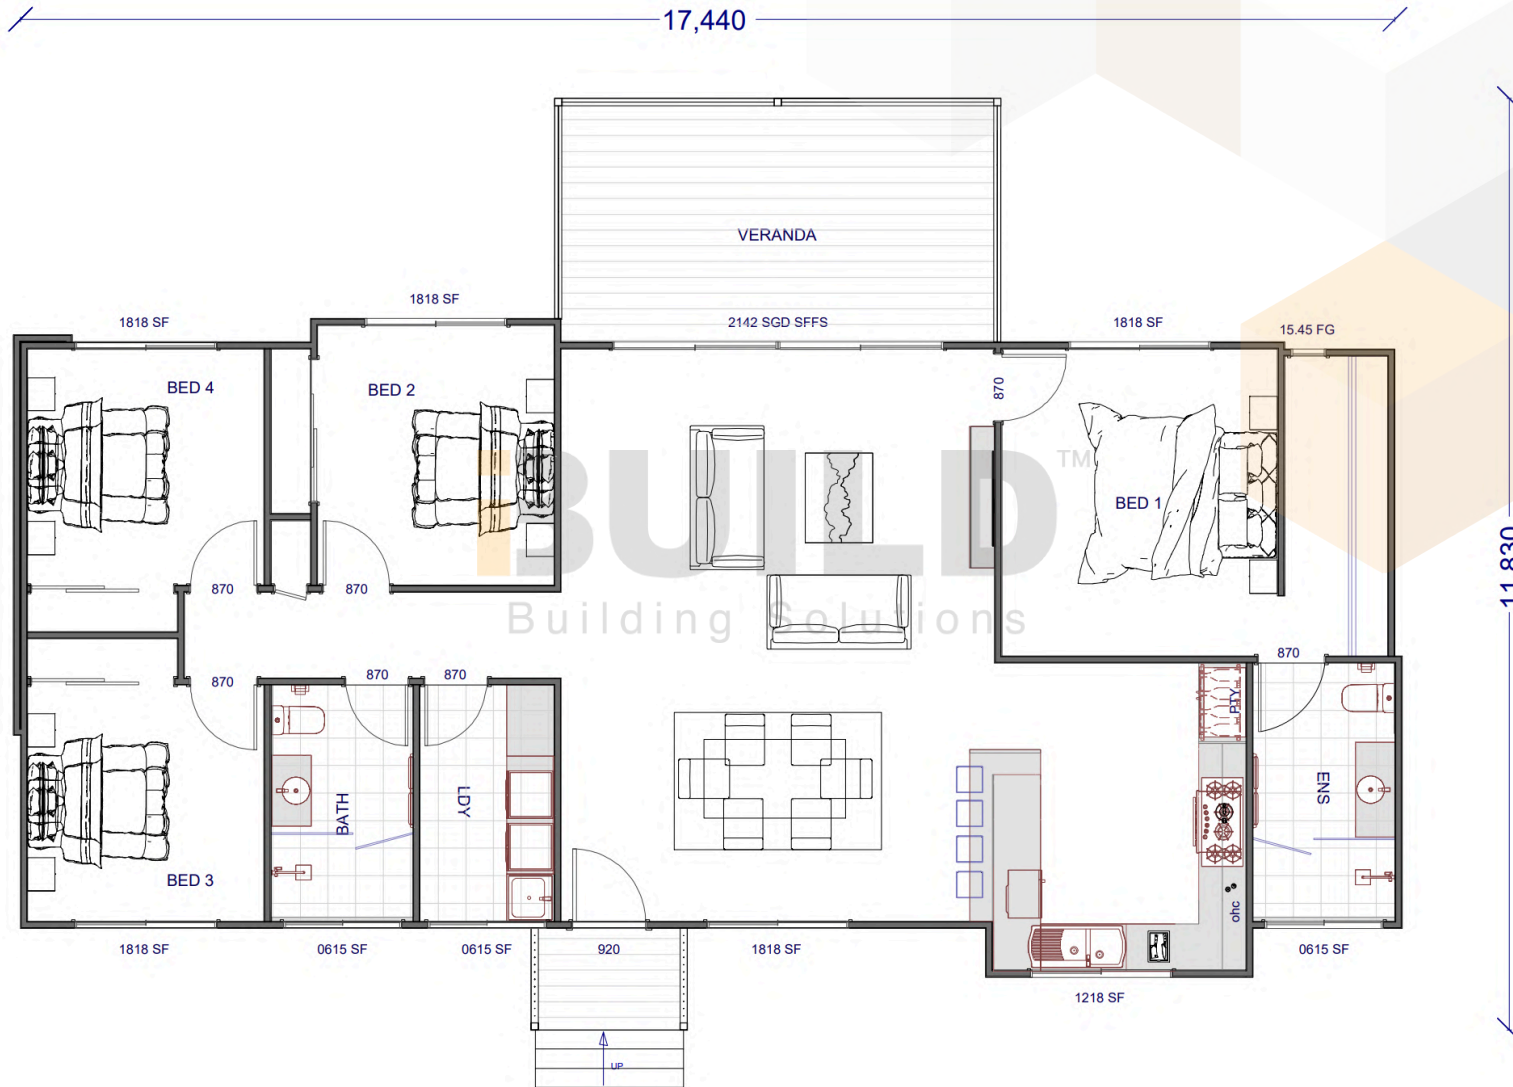 17,440
VERANDA
1818 SF
1818 SF
2142 SGD SFFS
1818 SF
15.45 FG
BED 4
BED 2
870
BED 1
iBUILD™
Building Solutions
11,830
870
870
870
870
870
870
PTY
BATH
LDY
ENS
BED 3
ohc
1818 SF
0615 SF
0615 SF
920
1818 SF
0615 SF
1218 SF
UP